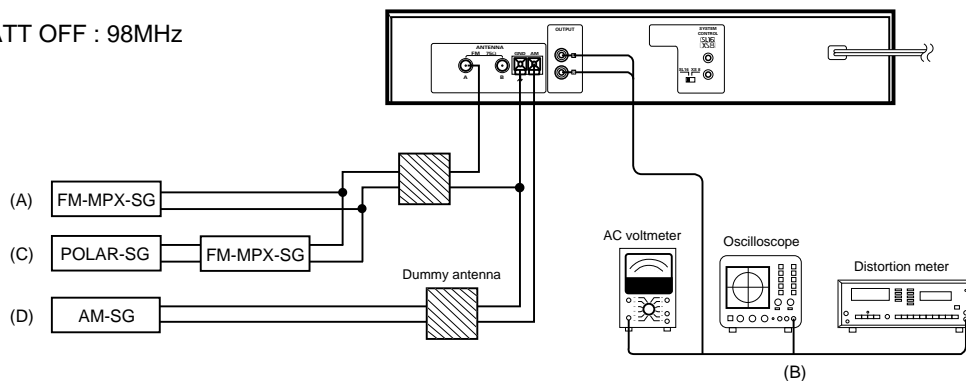 ATT OFF : 98MHz
OUTPUT
SYSTEM
CONTROL
ANTENNA
FM 75Ω
GND AM
A B
(A) FM-MPX-SG
(C) POLAR-SG FM-MPX-SG
(D) AM-SG
Dummy antenna
AC voltmeter
Oscilloscope
Distortion meter
(B)